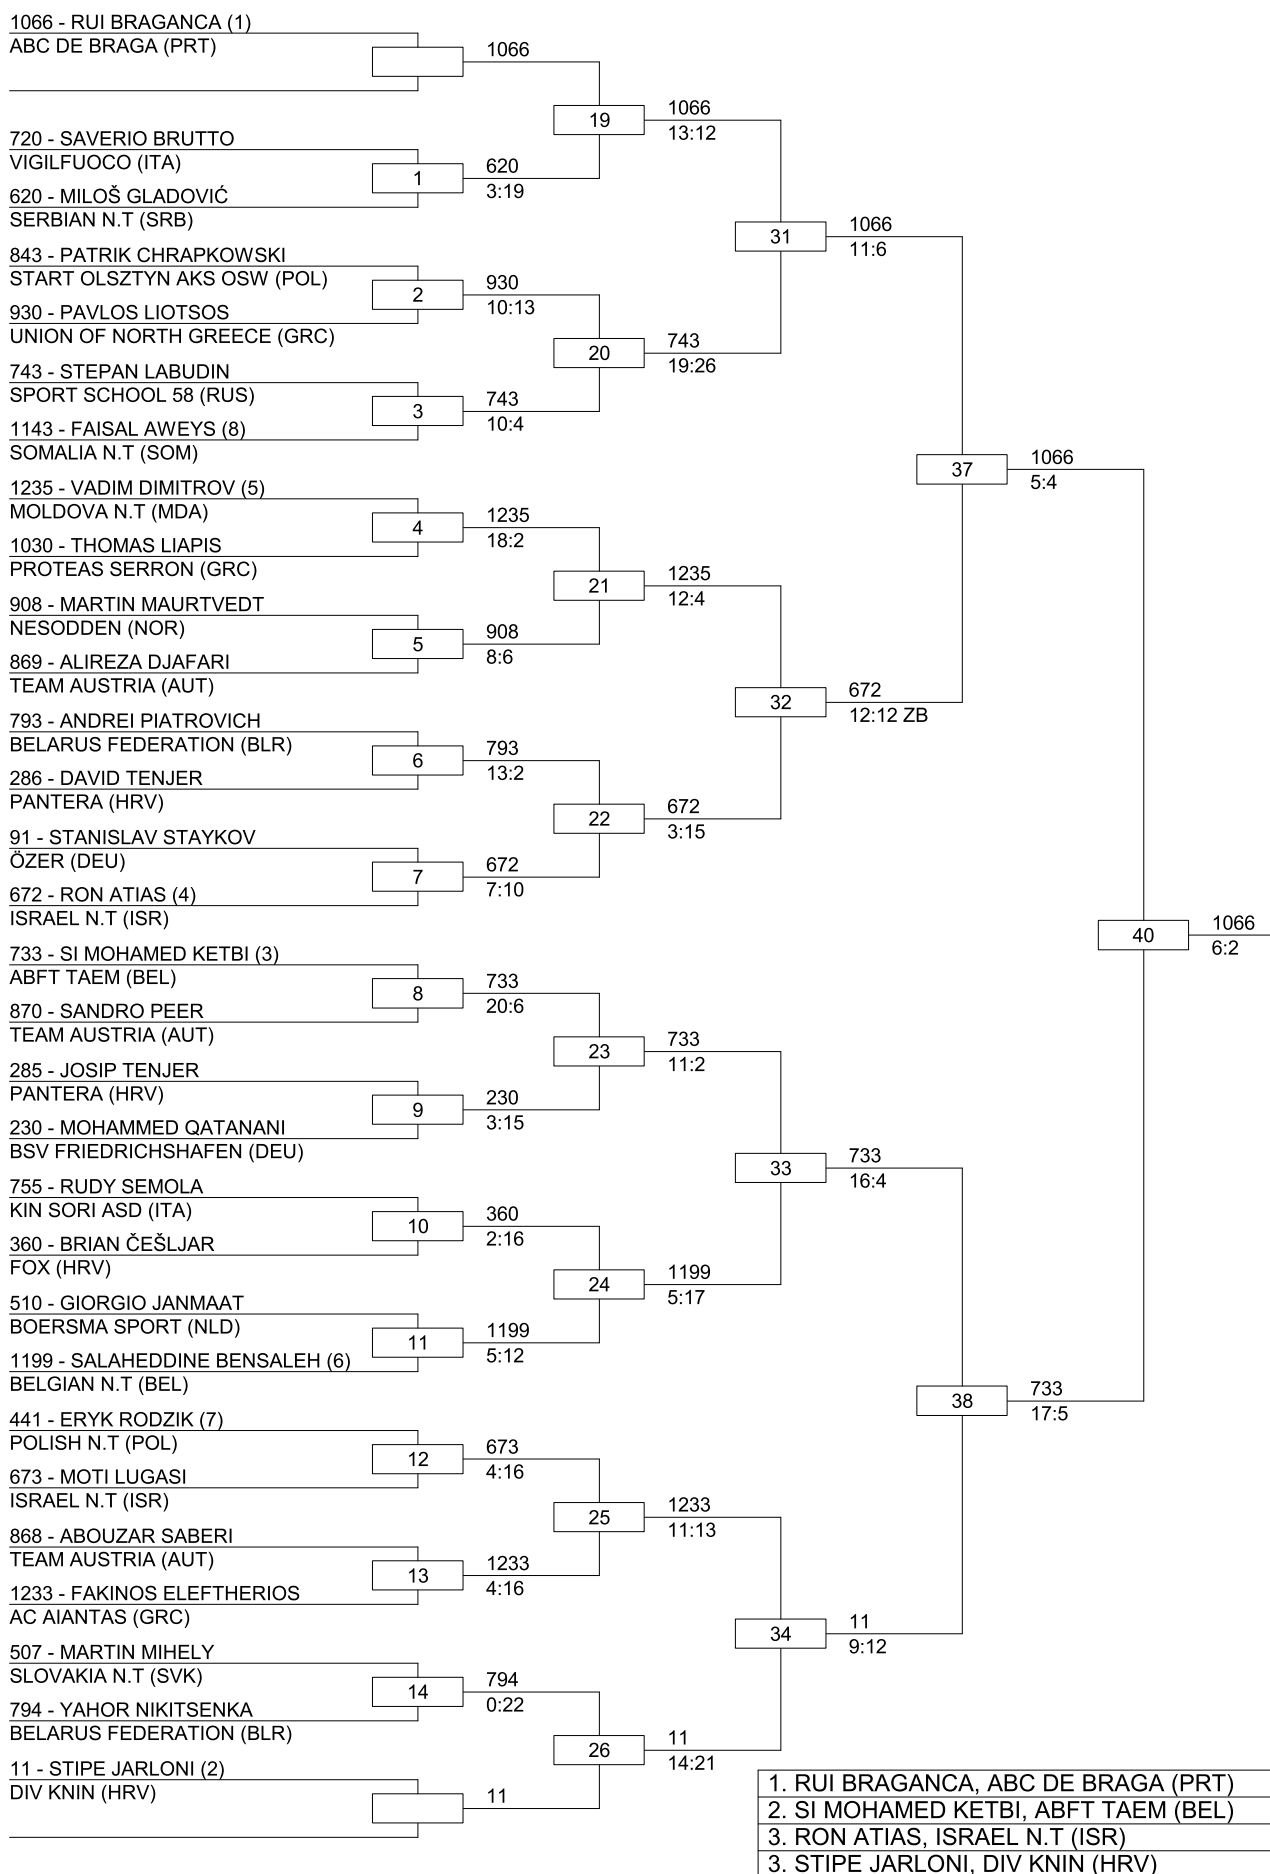 1066 - RUI BRAGANCA (1)
ABC DE BRAGA (PRT)
1066
19
1066
13:12
720 - SAVERIO BRUTTO
VIGILFUOCO (ITA)
1
620
3:19
620 - MILOŠ GLADOVIĆ
SERBIAN N.T (SRB)
31
1066
11:6
843 - PATRIK CHRAPKOWSKI
START OLSZTYN AKS OSW (POL)
2
930
10:13
930 - PAVLOS LIOTSOS
UNION OF NORTH GREECE (GRC)
20
743
19:26
743 - STEPAN LABUDIN
SPORT SCHOOL 58 (RUS)
3
743
10:4
1143 - FAISAL AWEYS (8)
SOMALIA N.T (SOM)
37
1066
5:4
1235 - VADIM DIMITROV (5)
MOLDOVA N.T (MDA)
4
1235
18:2
1030 - THOMAS LIAPIS
PROTEAS SERRON (GRC)
21
1235
12:4
908 - MARTIN MAURTVEDT
NESODDEN (NOR)
5
908
8:6
869 - ALIREZA DJAFARI
TEAM AUSTRIA (AUT)
32
672
12:12 ZB
793 - ANDREI PIATROVICH
BELARUS FEDERATION (BLR)
6
793
13:2
286 - DAVID TENJER
PANTERA (HRV)
22
672
3:15
91 - STANISLAV STAYKOV
ÖZER (DEU)
7
672
7:10
672 - RON ATIAS (4)
ISRAEL N.T (ISR)
40
1066
6:2
733 - SI MOHAMED KETBI (3)
ABFT TAEM (BEL)
8
733
20:6
870 - SANDRO PEER
TEAM AUSTRIA (AUT)
23
733
11:2
285 - JOSIP TENJER
PANTERA (HRV)
9
230
3:15
230 - MOHAMMED QATANANI
BSV FRIEDRICHSHAFEN (DEU)
33
733
16:4
755 - RUDY SEMOLA
KIN SORI ASD (ITA)
10
360
2:16
360 - BRIAN ČEŠLJAR
FOX (HRV)
24
1199
5:17
510 - GIORGIO JANMAAT
BOERSMA SPORT (NLD)
11
1199
5:12
1199 - SALAHEDDINE BENSALEH (6)
BELGIAN N.T (BEL)
38
733
17:5
441 - ERYK RODZIK (7)
POLISH N.T (POL)
12
673
4:16
673 - MOTI LUGASI
ISRAEL N.T (ISR)
25
1233
11:13
868 - ABOUZAR SABERI
TEAM AUSTRIA (AUT)
13
1233
4:16
1233 - FAKINOS ELEFTHERIOS
AC AIANTAS (GRC)
34
11
9:12
507 - MARTIN MIHELY
SLOVAKIA N.T (SVK)
14
794
0:22
794 - YAHOR NIKITSENKA
BELARUS FEDERATION (BLR)
26
11
14:21
11 - STIPE JARLONI (2)
DIV KNIN (HRV)
11
1. RUI BRAGANCA, ABC DE BRAGA (PRT)
2. SI MOHAMED KETBI, ABFT TAEM (BEL)
3. RON ATIAS, ISRAEL N.T (ISR)
3. STIPE JARLONI, DIV KNIN (HRV)